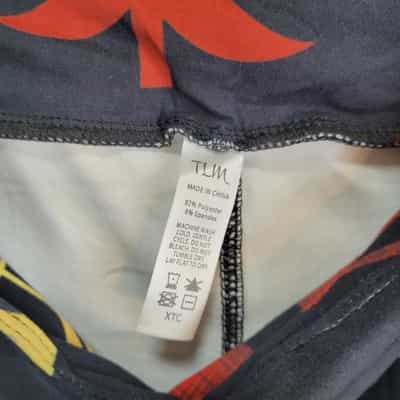 TLM
MADE IN CHINA
92% Polyester
8% Spandex
MACHINE WASH
COLD, GENTLE
CYCLE. DO NOT
BLEACH. DO NOT
TUMBLE DRY.
LAY FLAT TO DRY
XTC